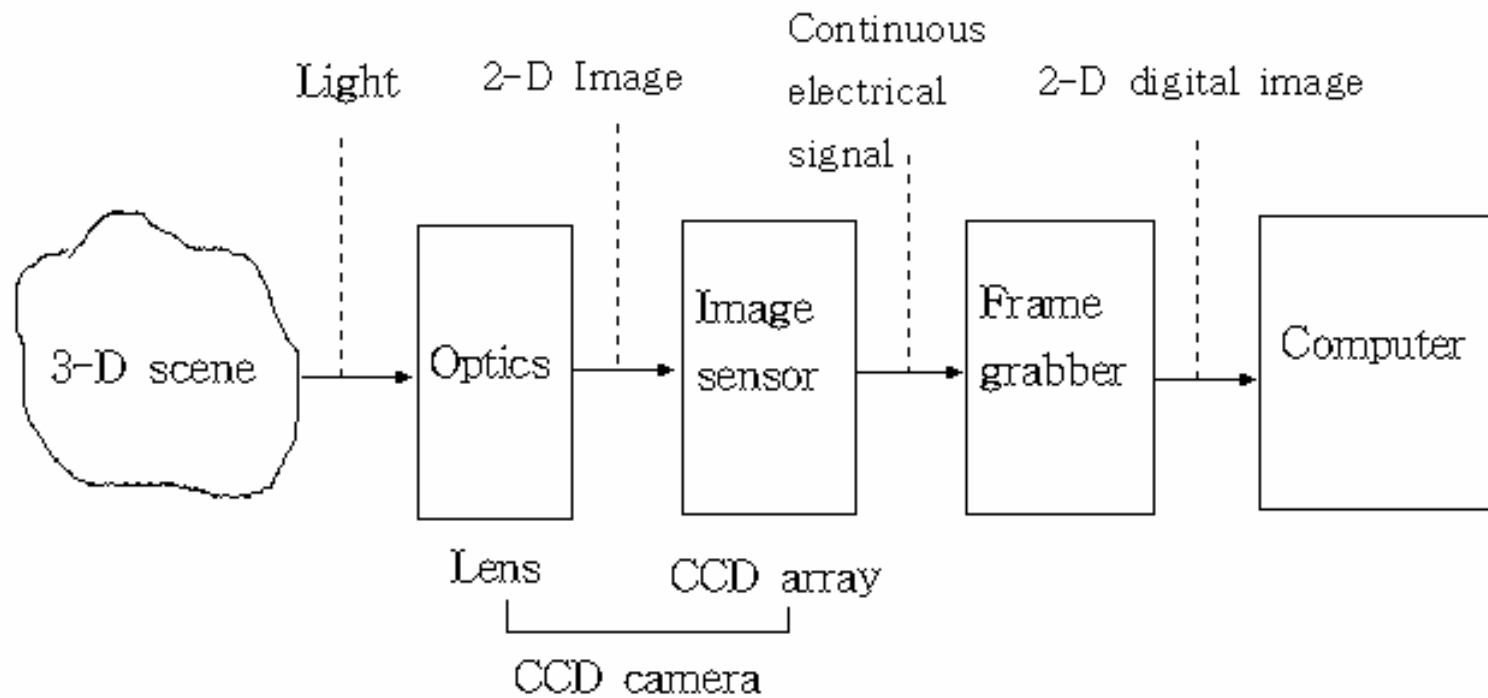 Light
2-D Image
Continuous
electrical
signal
2-D digital image
3-D scene
Optics
Image
sensor
Frame
grabber
Computer
Lens
CCD array
CCD camera